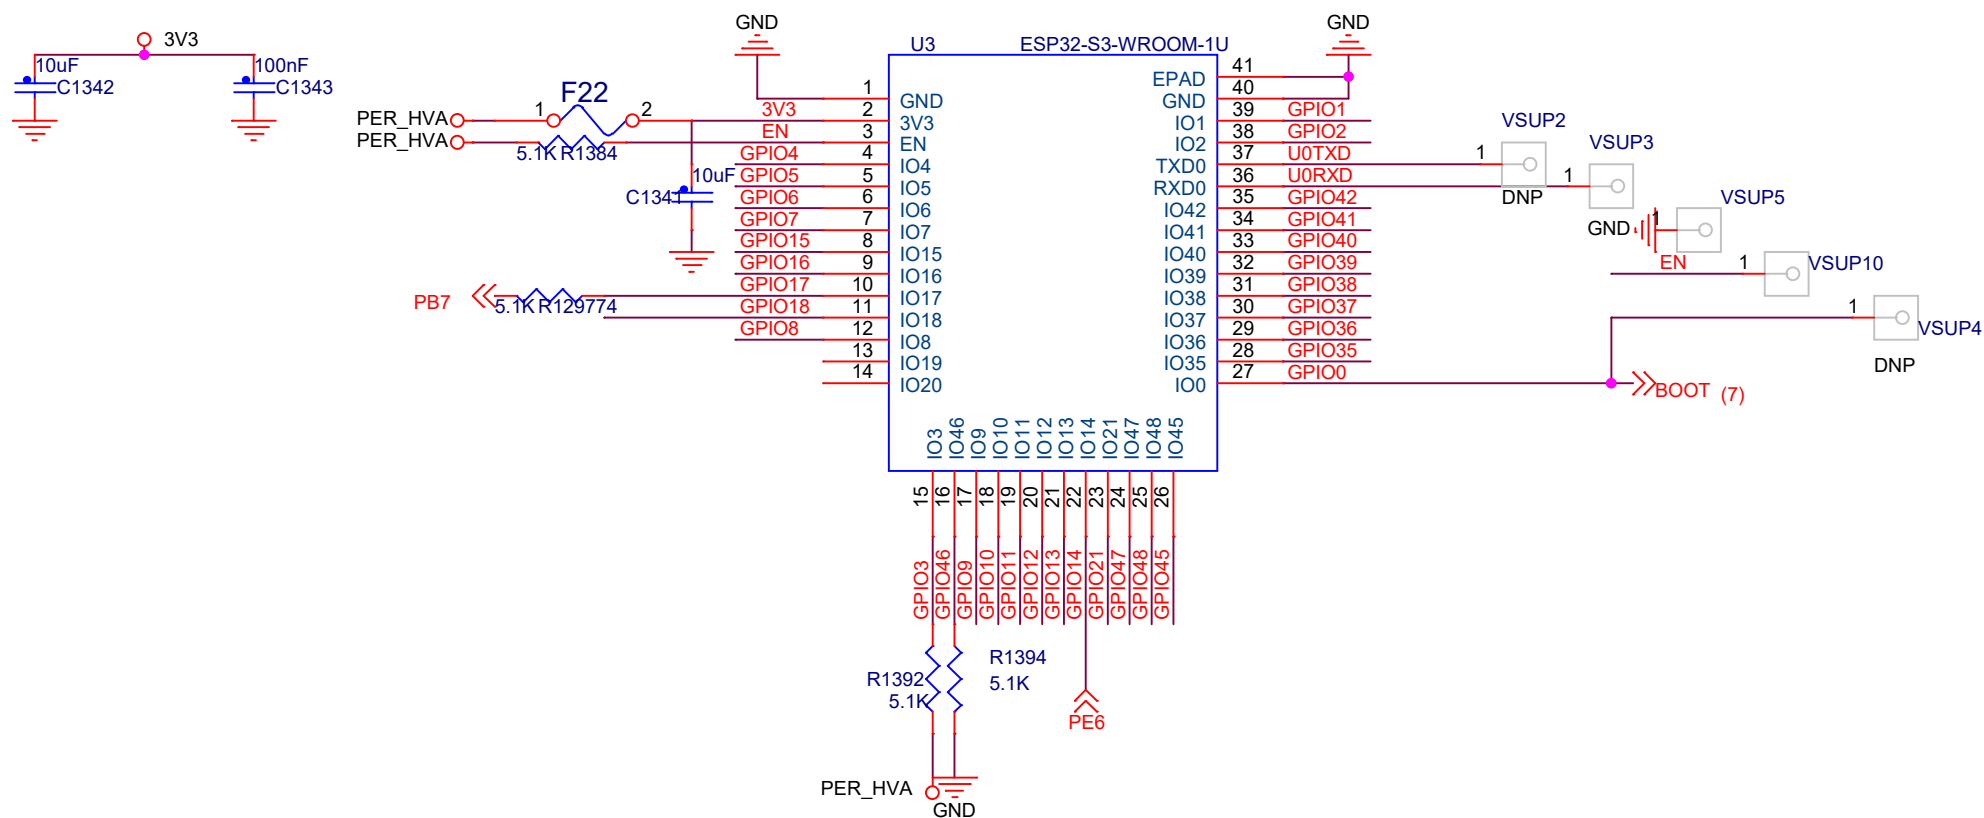 3V3
10uF
C1342
100nF
C1343
GND
U3
ESP32-S3-WROOM-1U
GND
PER_HVA
1
F22
2
3V3
1
GND
2
3V3
PER_HVA
5.1K R1384
EN
3
EN
10uF
C1341
GPIO4
4
IO4
GPIO5
5
IO5
GPIO6
6
IO6
GPIO7
7
IO7
GPIO15
8
IO15
GPIO16
9
IO16
PB7
5.1K R129774
GPIO17
10
IO17
GPIO18
11
IO18
GPIO8
12
IO8
13
IO19
14
IO20
EPAD
41
GND
40
IO1
39
GPIO1
IO2
38
GPIO2
TXD0
37
U0TXD
1
VSUP2
DNP
RXD0
36
U0RXD
1
VSUP3
IO42
35
GPIO42
IO41
34
GPIO41
GND
1
VSUP5
IO40
33
GPIO40
IO39
32
GPIO39
EN
1
VSUP10
IO38
31
GPIO38
IO37
30
GPIO37
1
VSUP4
DNP
IO36
29
GPIO36
IO35
28
GPIO35
IO0
27
GPIO0
BOOT (7)
IO3
IO46
IO9
IO10
IO11
IO12
IO13
IO14
IO21
IO47
IO48
IO45
15
16
17
18
19
20
21
22
23
24
25
26
GPIO3
GPIO46
GPIO9
GPIO10
GPIO11
GPIO12
GPIO13
GPIO14
GPIO21
GPIO47
GPIO48
GPIO45
R1392
5.1K
R1394
5.1K
PE6
PER_HVA
GND